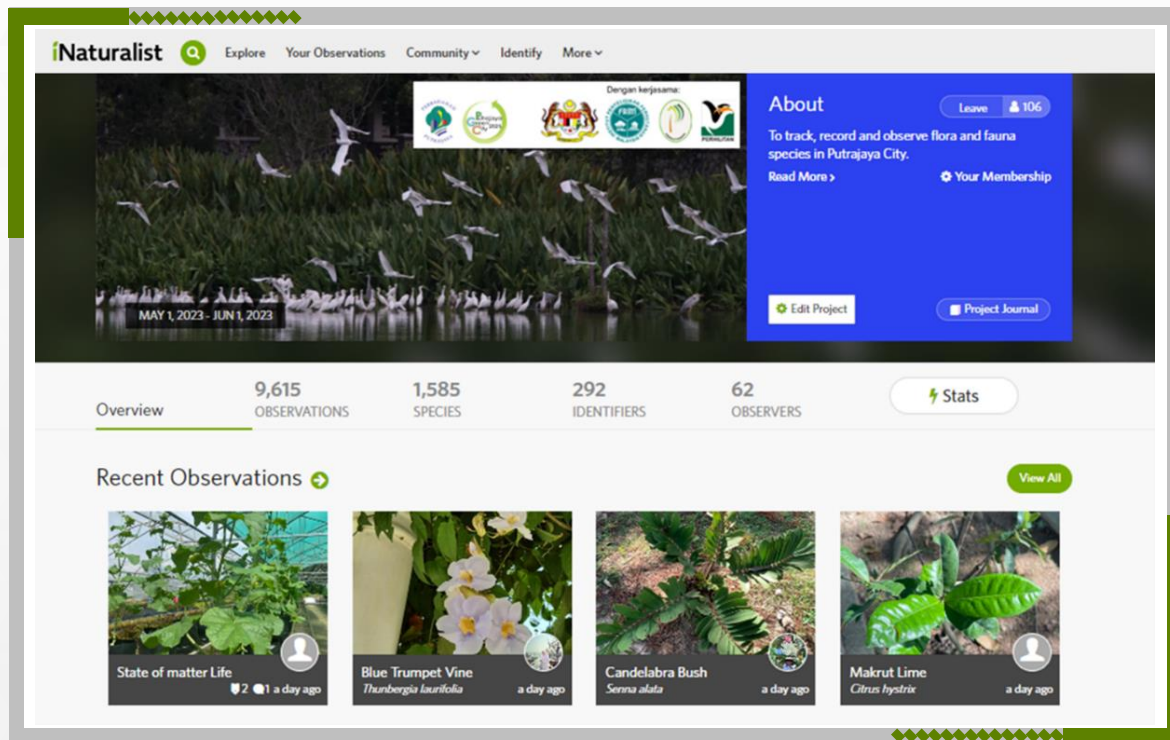 iNaturalist
Explore
Your Observations
Community
Identify
More
Dengan kerjasama:
PERHUTAN
About
Leave
106
To track, record and observe flora and fauna
species in Putrajaya City.
Read More >
Your Membership
MAY 1, 2023 - JUN 1, 2023
Edit Project
Project Journal
Overview
9,615
OBSERVATIONS
1,585
SPECIES
292
IDENTIFIERS
62
OBSERVERS
Stats
Recent Observations
View All
State of matter Life
2 1 a day ago
Blue Trumpet Vine
Thunbergia laurifolia
a day ago
Candelabra Bush
Senna alata
a day ago
Makrut Lime
Citrus hystrix
a day ago